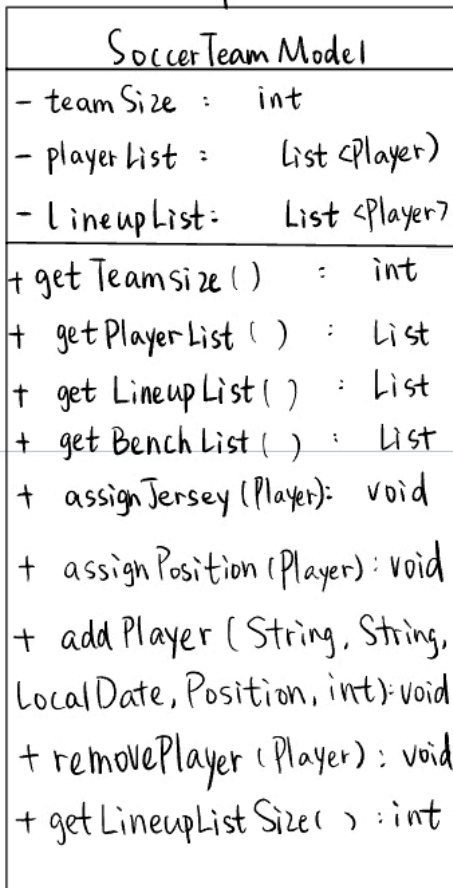 SoccerTeam Model
- teamSize : int
- playerList : List <Player)
- lineupList: List <Player>
+ getTeamsize() : int
+ getPlayerList() : List
+ getLineupList() : List
+ getBenchList() : List
+ assignJersey(Player): void
+ assignPosition(Player): void
+ addPlayer(String, String,
LocalDate, Position, int): void
+ removePlayer(Player): void
+ getLineupListSize() : int